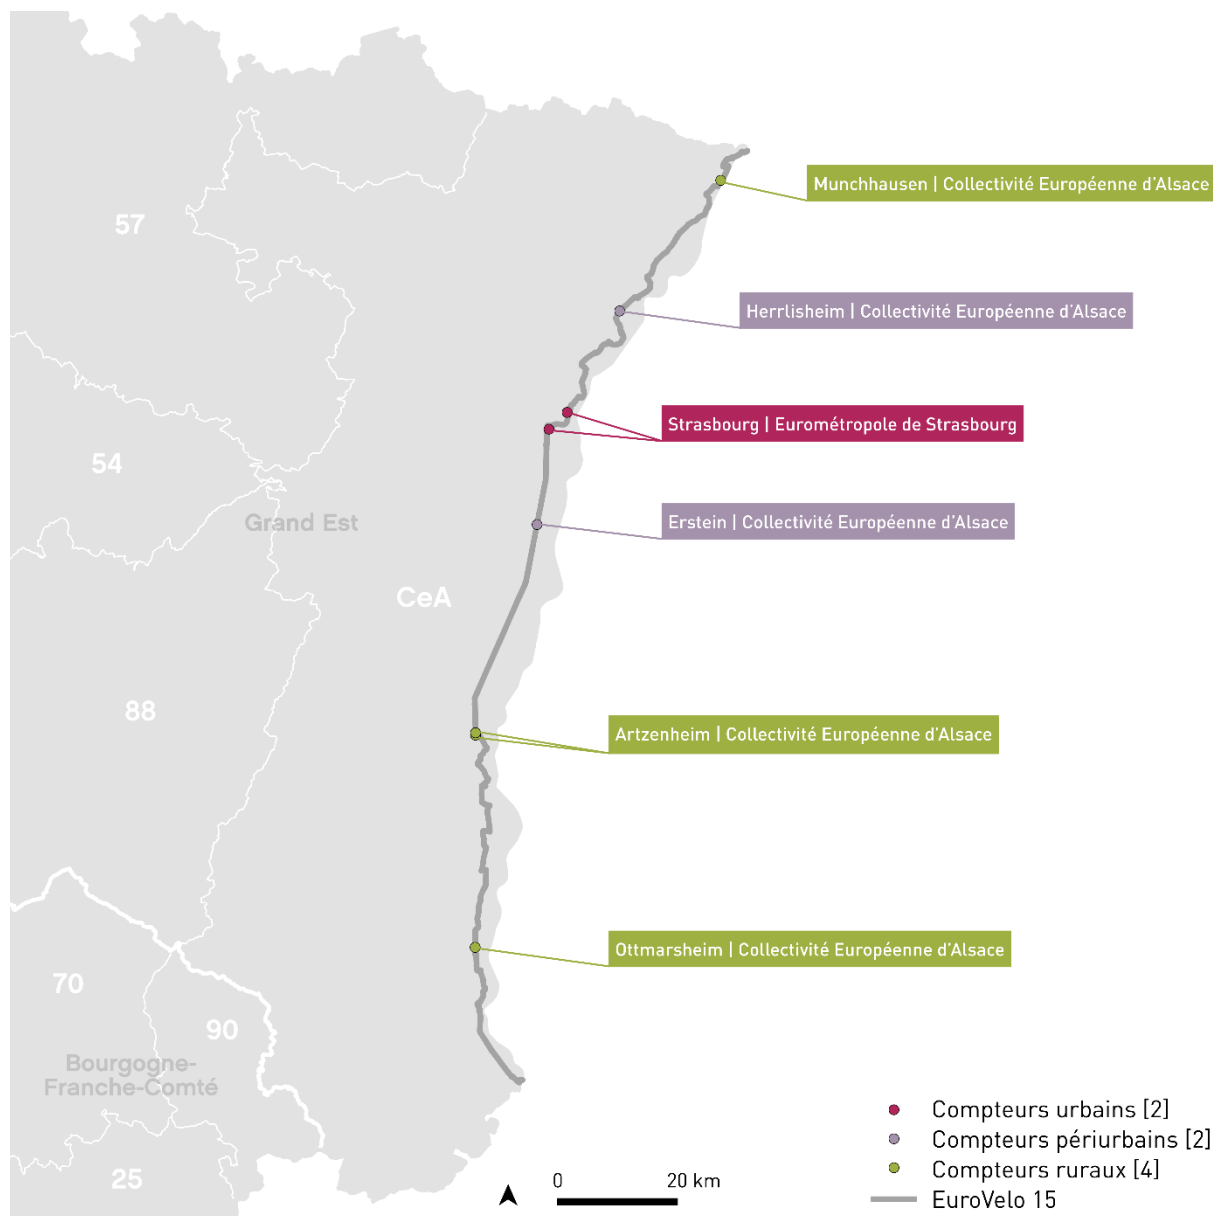 Munchhausen | Collectivité Européenne d'Alsace
57
Herrlisheim | Collectivité Européenne d'Alsace
Strasbourg | Eurométropole de Strasbourg
54
Grand Est
Erstein | Collectivité Européenne d'Alsace
CeA
88
Artzenheim | Collectivité Européenne d'Alsace
Ottmarsheim | Collectivité Européenne d'Alsace
70
90
Bourgogne-
Franche-Comté
25
0 20 km
Compteurs urbains [2]
Compteurs périurbains [2]
Compteurs ruraux [4]
EuroVelo 15